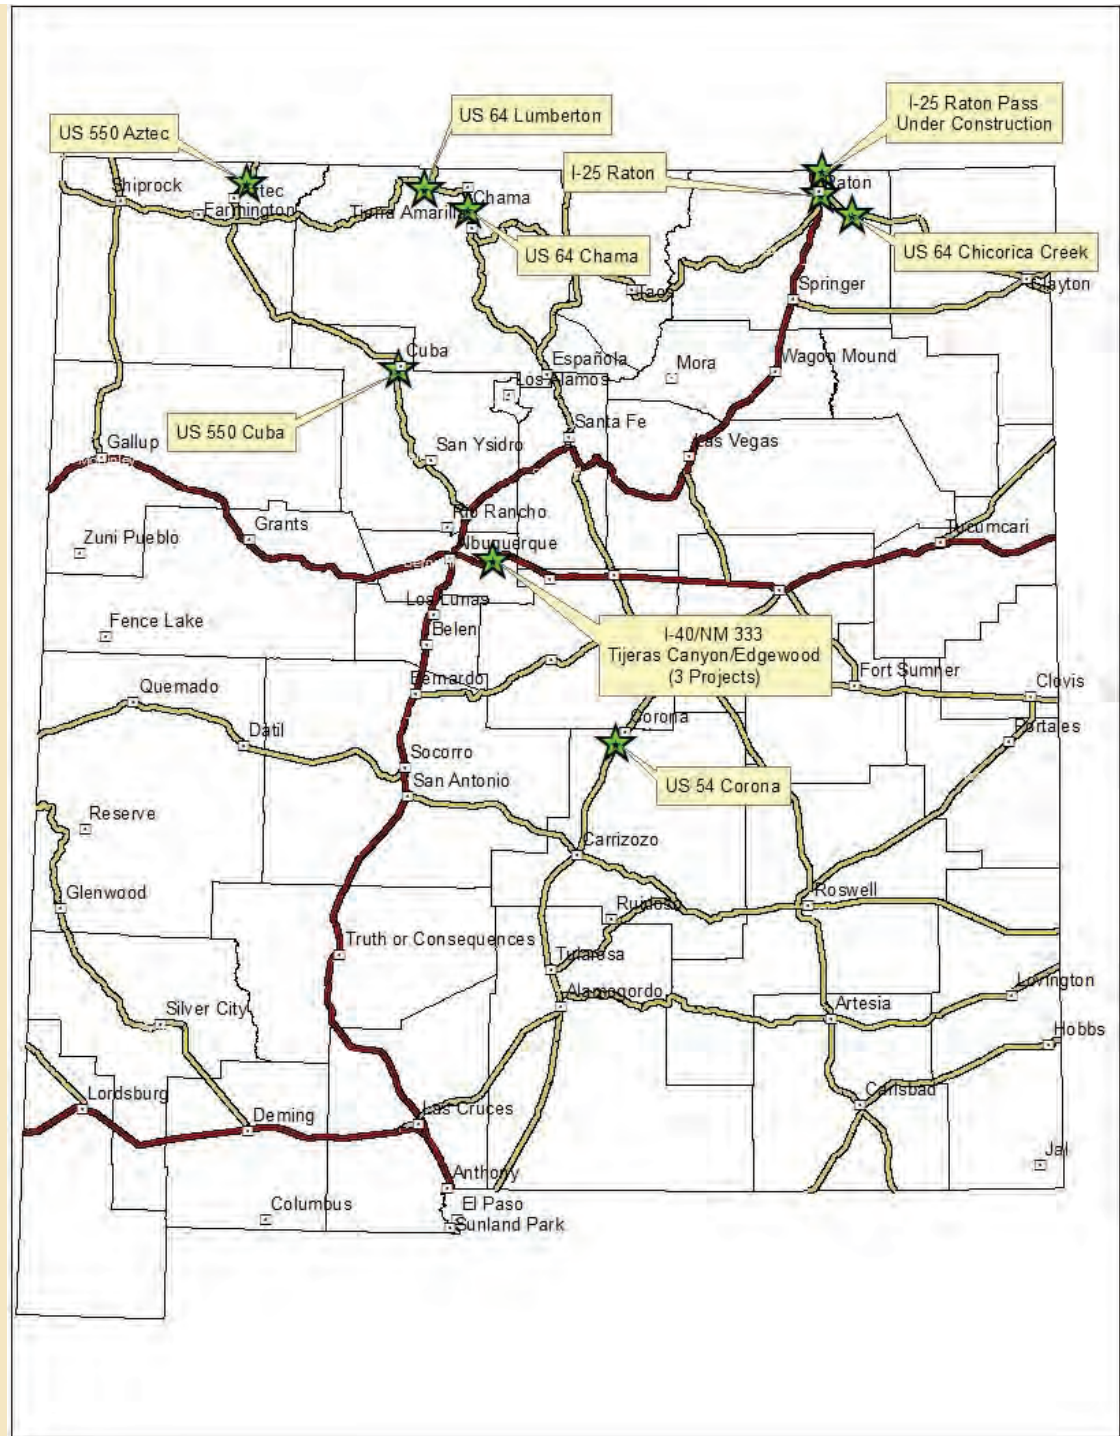 I-25 Raton Pass
Under Construction
US 64 Lumberton
US 550 Aztec
I-25 Raton
Shiprock
Raton
Chama
Farmington
Tierra Amarill
US 64 Chama
US 64 Chicorica Creek
Springer
Taos
Clayton
Cuba
Española
Mora
Wagon Mound
Los Alamos
US 550 Cuba
Santa Fe
Gallup
San Ysidro
Las Vegas
Rio Rancho
Grants
Tucumcari
Zuni Pueblo
Albuquerque
Los Lunas
Fence Lake
Belen
I-40/NM 333
Tijeras Canyon/Edgewood
(3 Projects)
Bernardo
Fort Sumner
Clovis
Quemado
Corona
Portales
Datil
Socorro
San Antonio
US 54 Corona
Reserve
Carrizozo
Glenwood
Ruidoso
Roswell
Truth or Consequences
Tularosa
Alamogordo
Lovington
Silver City
Artesia
Hobbs
Lordsburg
Carlsbad
Deming
Las Cruces
Jal
Anthony
Columbus
El Paso
Sunland Park